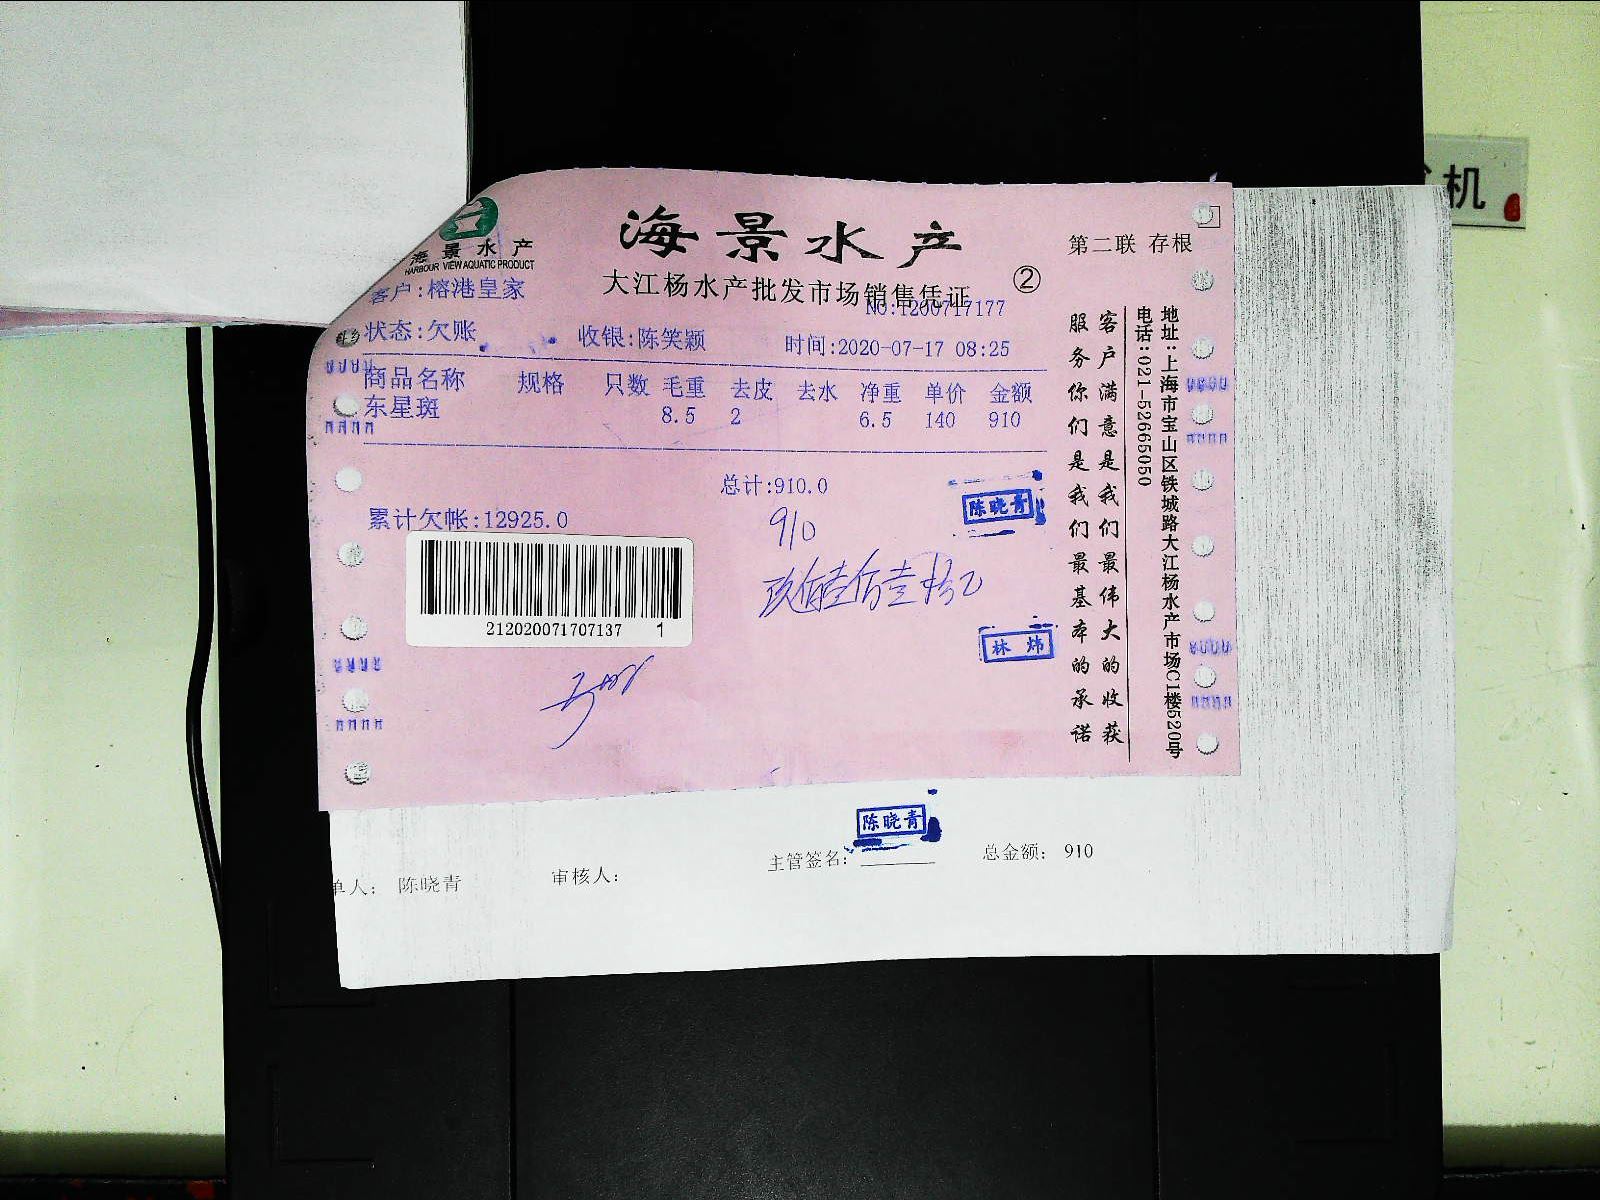 机
海景水产
HARBOUR VIEW AQUATIC PRODUCT
海景水产
第二联 存根
大江杨水产批发市场销售凭证
②
客户:榕港皇家
NO:1200717177
状态:欠账
收银:陈笑颖
时间:2020-07-17 08:25
商品名称 规格 只数 毛重 去皮 去水 净重 单价 金额
东星斑 8.5 2 6.5 140 910
总计:910.0
累计欠帐:12925.0
910
陈晓青
212020071707137 1
林炜
客户满意是我们最伟大的收获
服务你们是我们最基本的承诺
地址:上海市宝山区铁城路大江杨水产市场C1楼520号
电话:021-52665050
陈晓青
单人: 陈晓青
审核人:
主管签名:
总金额: 910